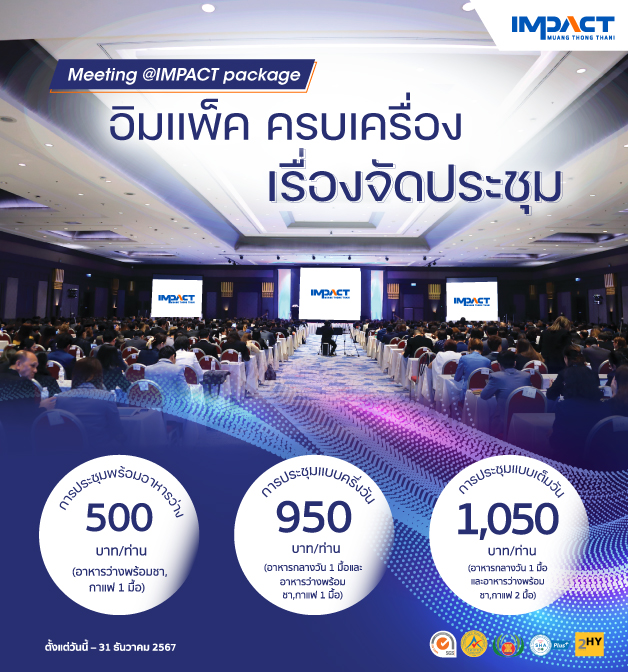 IMPACT
MUANG THONG THANI
Meeting @IMPACT package
อิมแพ็ค ครบเครื่อง
เรื่องจัดประชุม
IMPACT
IMPACT
IMPACT
การประชุมพร้อมอาหารว่าง
500
บาท/ท่าน
(อาหารว่างพร้อมชา,
กาแฟ 1 มื้อ)
การประชุมแบบครึ่งวัน
950
บาท/ท่าน
(อาหารกลางวัน 1 มื้อและ
อาหารว่างพร้อม
ชา,กาแฟ 1 มื้อ)
การประชุมแบบเต็มวัน
1,050
บาท/ท่าน
(อาหารกลางวัน 1 มื้อ
และอาหารว่างพร้อม
ชา,กาแฟ 2 มื้อ)
ตั้งแต่วันนี้ – 31 ธันวาคม 2567
SGS
SHA
Plus+
2HY